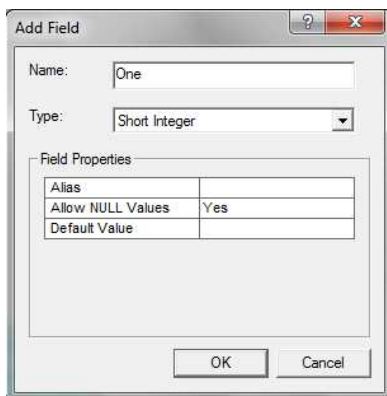 Add Field
Name: One
Type: Short Integer
Field Properties
Alias
Allow NULL Values Yes
Default Value
OK Cancel